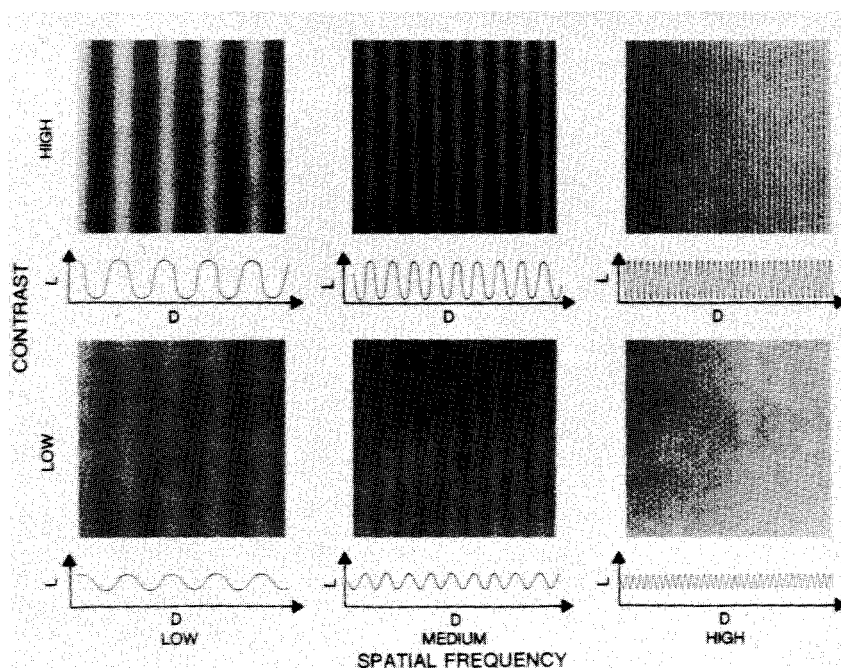 HIGH
CONTRAST
L D L D L D
LOW
L D L D L D
LOW MEDIUM HIGH
SPATIAL FREQUENCY